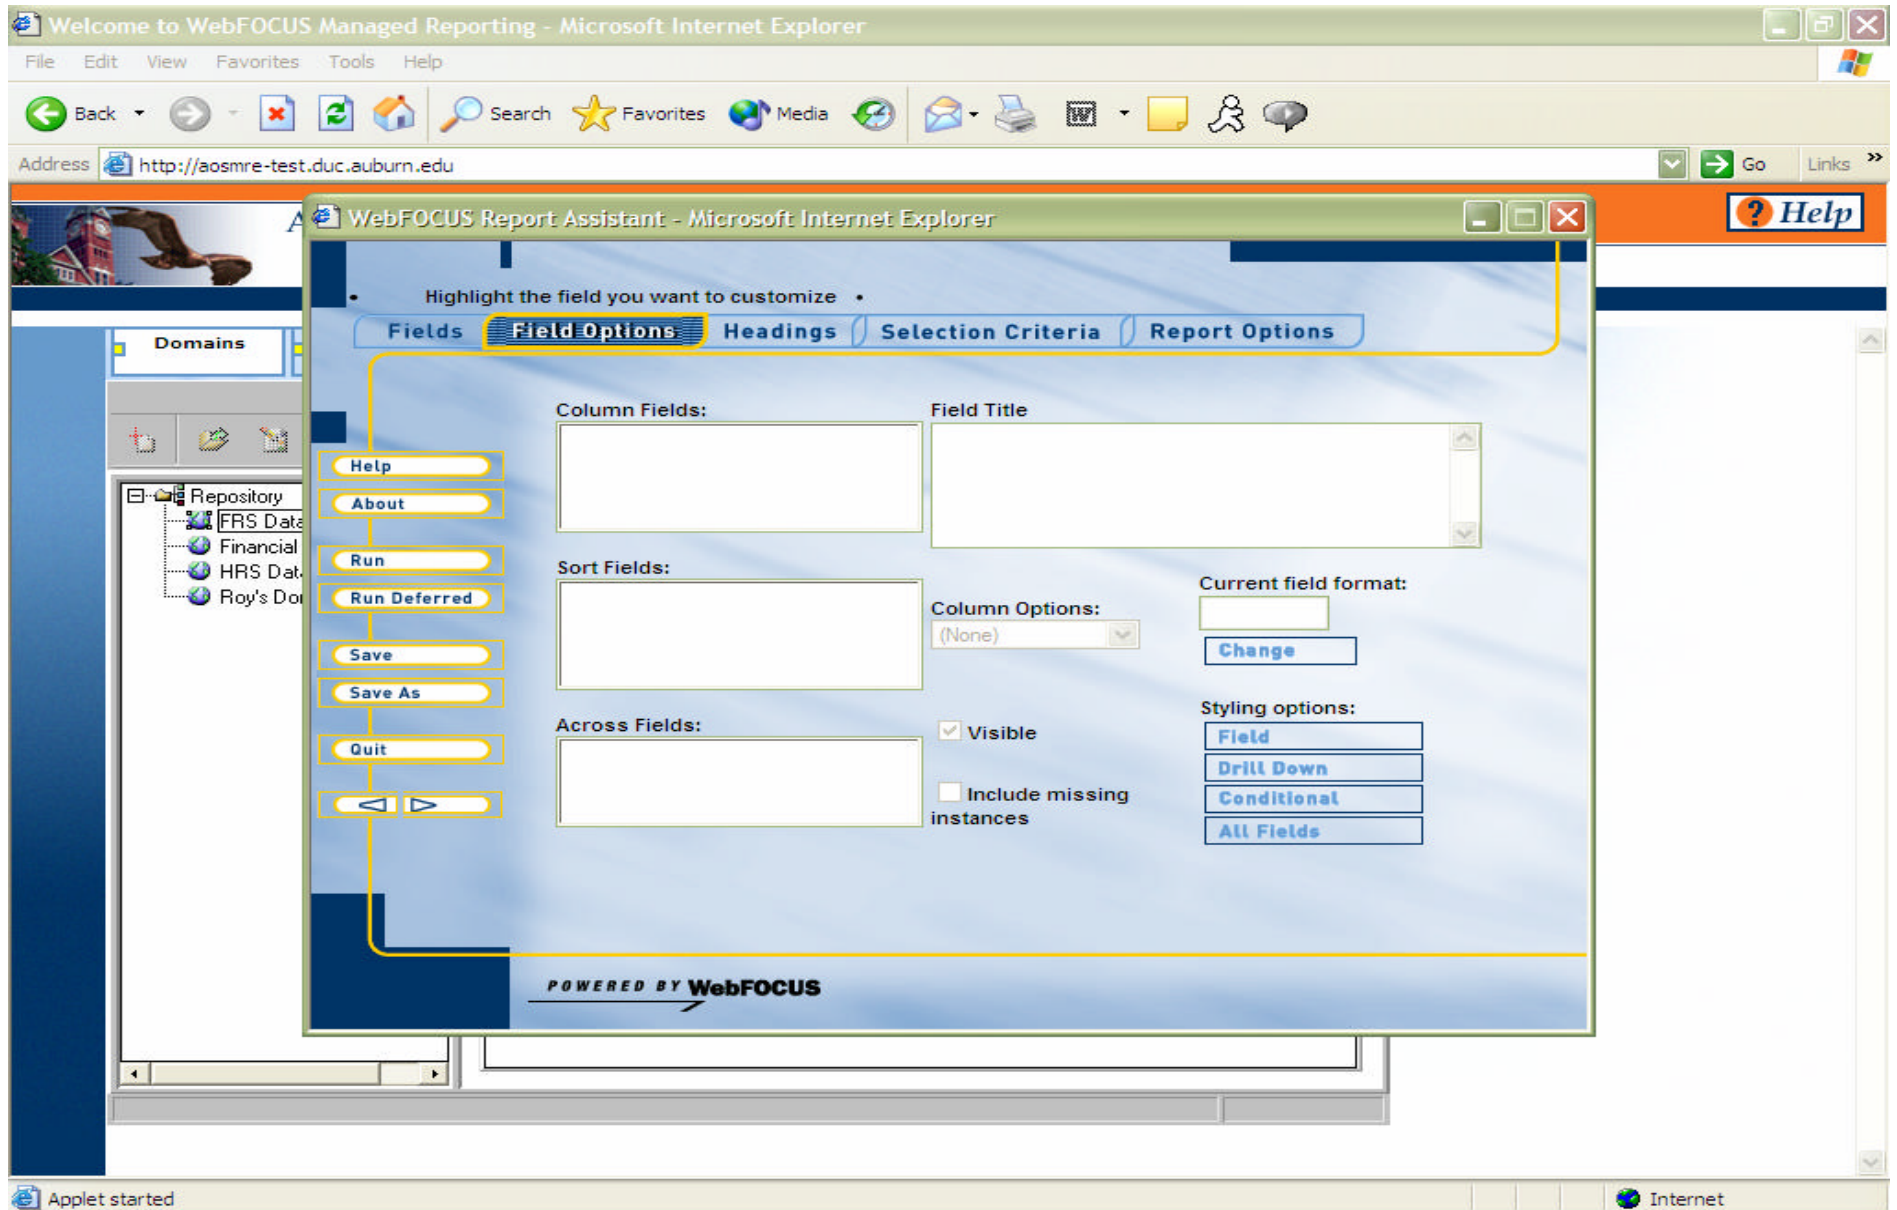 Welcome to WebFOCUS Managed Reporting - Microsoft Internet Explorer
File Edit View Favorites Tools Help
Back Search Favorites Media
Address http://aosmre-test.duc.auburn.edu Go Links »
A
WebFOCUS Report Assistant - Microsoft Internet Explorer
? Help
• Highlight the field you want to customize •
Fields Field Options Headings Selection Criteria Report Options
Domains
Column Fields: Field Title
Help
About
Repository
FRS Data
Financial
HRS Dat
Roy's Do
Run
Run Deferred
Sort Fields:
Current field format:
Column Options:
(None)
Change
Save
Save As
Styling options:
Across Fields:
Visible
Field
Quit
Drill Down
Include missing
instances
Conditional
All Fields
POWERED BY WebFOCUS
Applet started Internet